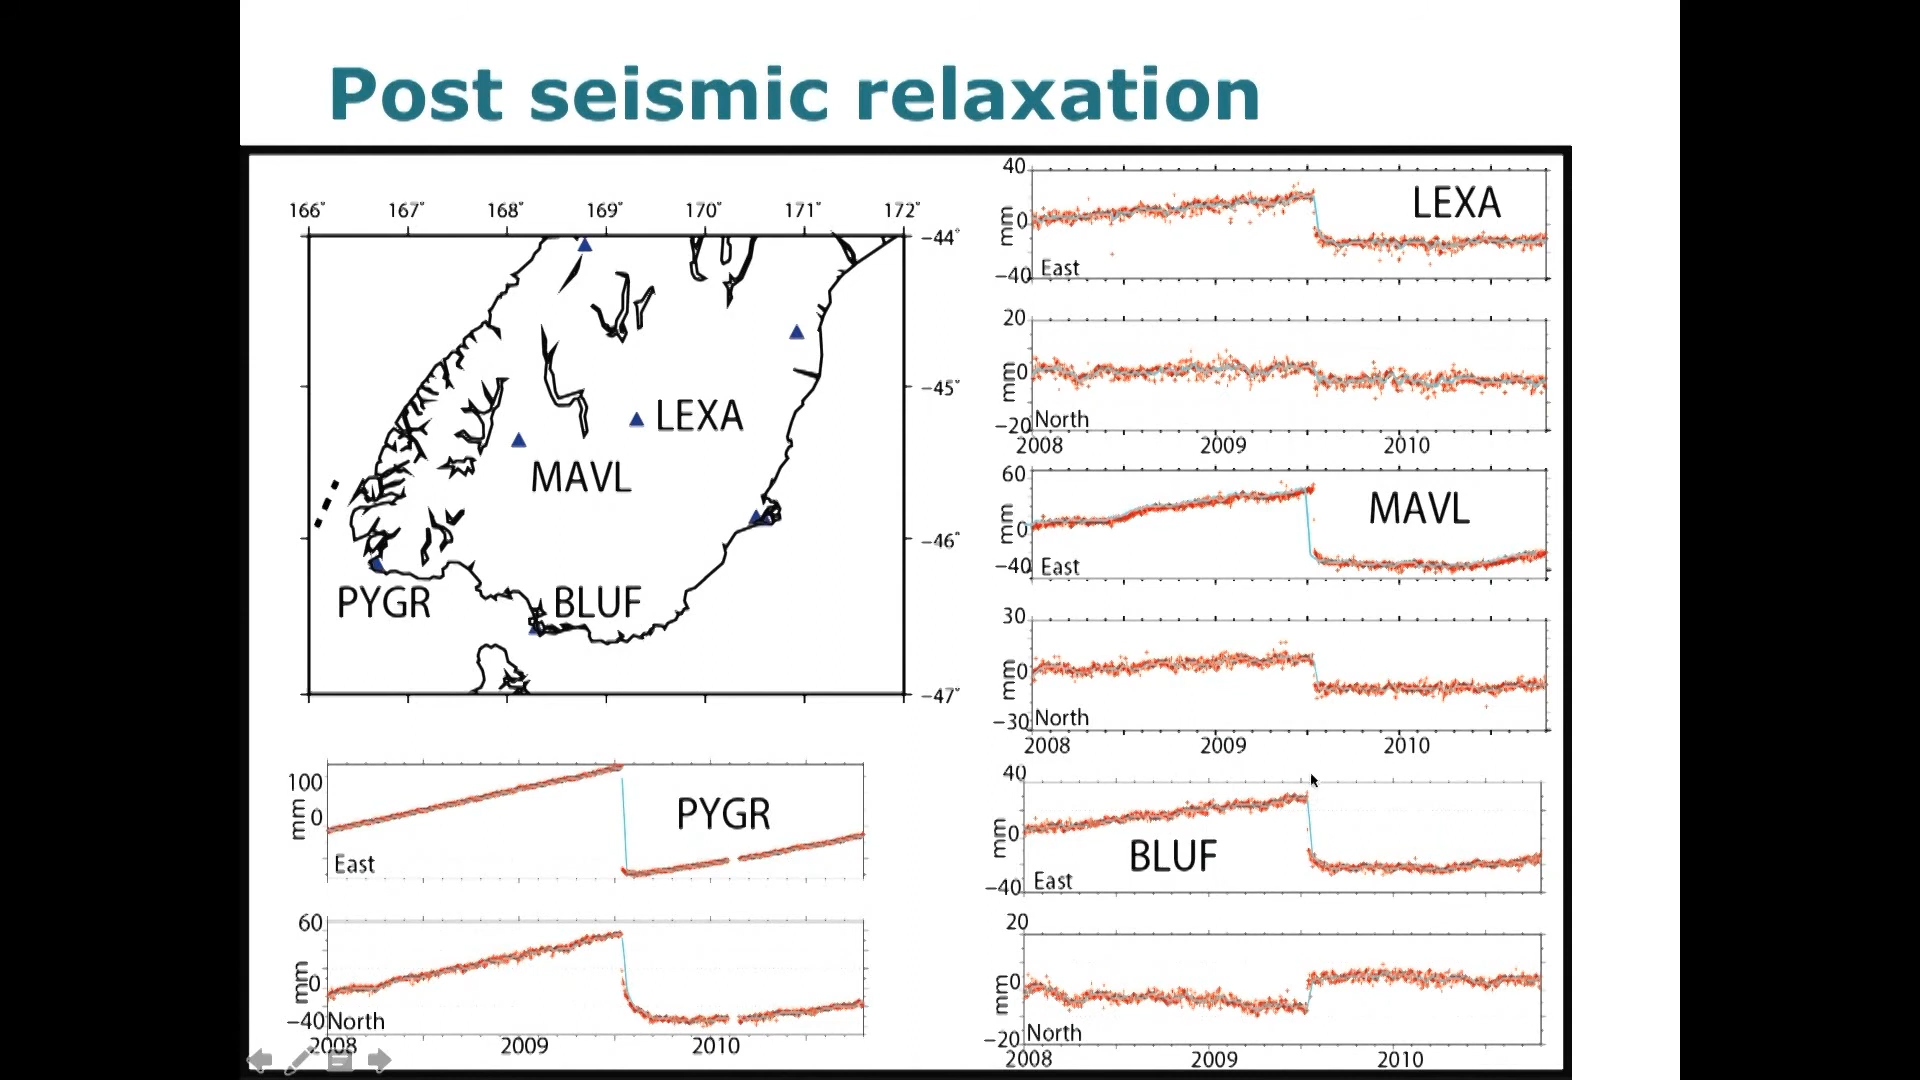 Post seismic relaxation
166° 167° 168° 169° 170° 171° 172°
−44°
−45°
−46°
−47°
LEXA
MAVL
PYGR
BLUF
40
0
−40
mm
East
LEXA
20
0
−20
mm
North
2008 2009 2010
60
0
−40
mm
East
MAVL
30
0
−30
mm
North
2008 2009 2010
100
0
mm
East
PYGR
60
0
−40
mm
North
2008 2009 2010
40
0
−40
mm
East
BLUF
20
0
−20
mm
North
2008 2009 2010